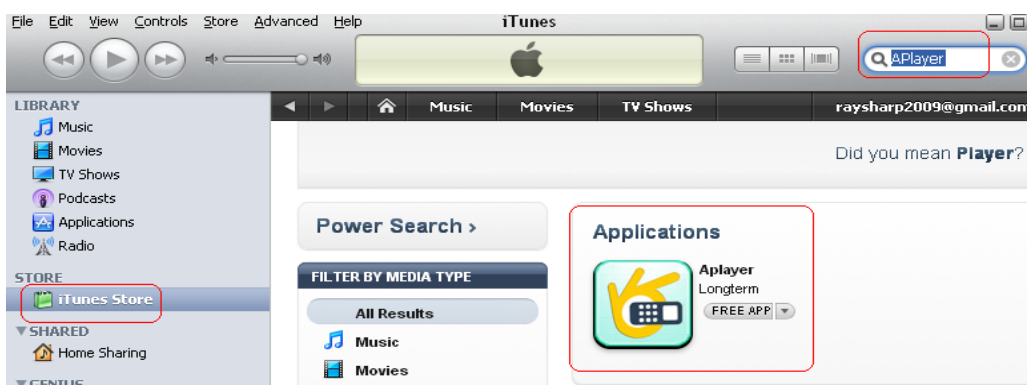 File Edit View Controls Store Advanced Help iTunes
APlayer
LIBRARY
Music
Movies
TV Shows
Podcasts
Applications
Radio
STORE
iTunes Store
SHARED
Home Sharing
GENIUS
Music Movies TV Shows raysharp2009@gmail.com
Did you mean Player?
Power Search ›
FILTER BY MEDIA TYPE
All Results
Music
Movies
Applications
Aplayer
Longterm
FREE APP